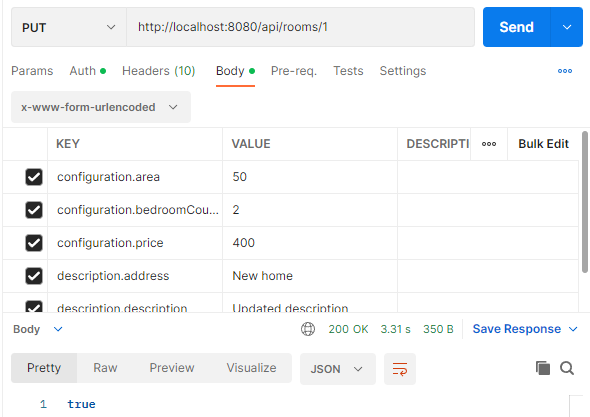 PUT http://localhost:8080/api/rooms/1 Send
Params Auth Headers (10) Body Pre-req. Tests Settings
x-www-form-urlencoded
KEY VALUE DESCRIPTI Bulk Edit
configuration.area 50
configuration.bedroomCou... 2
configuration.price 400
description.address New home
description.description Updated description
Body 200 OK 3.31 s 350 B Save Response
Pretty Raw Preview Visualize JSON
1 true